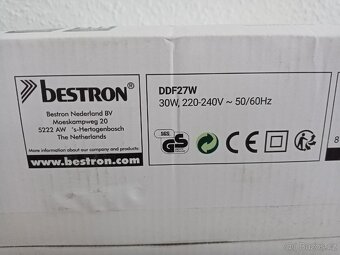 BESTRON®
Bestron Nederland BV
Moeskampweg 20
5222 AW 's-Hertogenbosch
The Netherlands
More information about our company and products:
www.bestron.com
DDF27W
30W, 220-240V ~ 50/60Hz
SGS
GS
CE
8